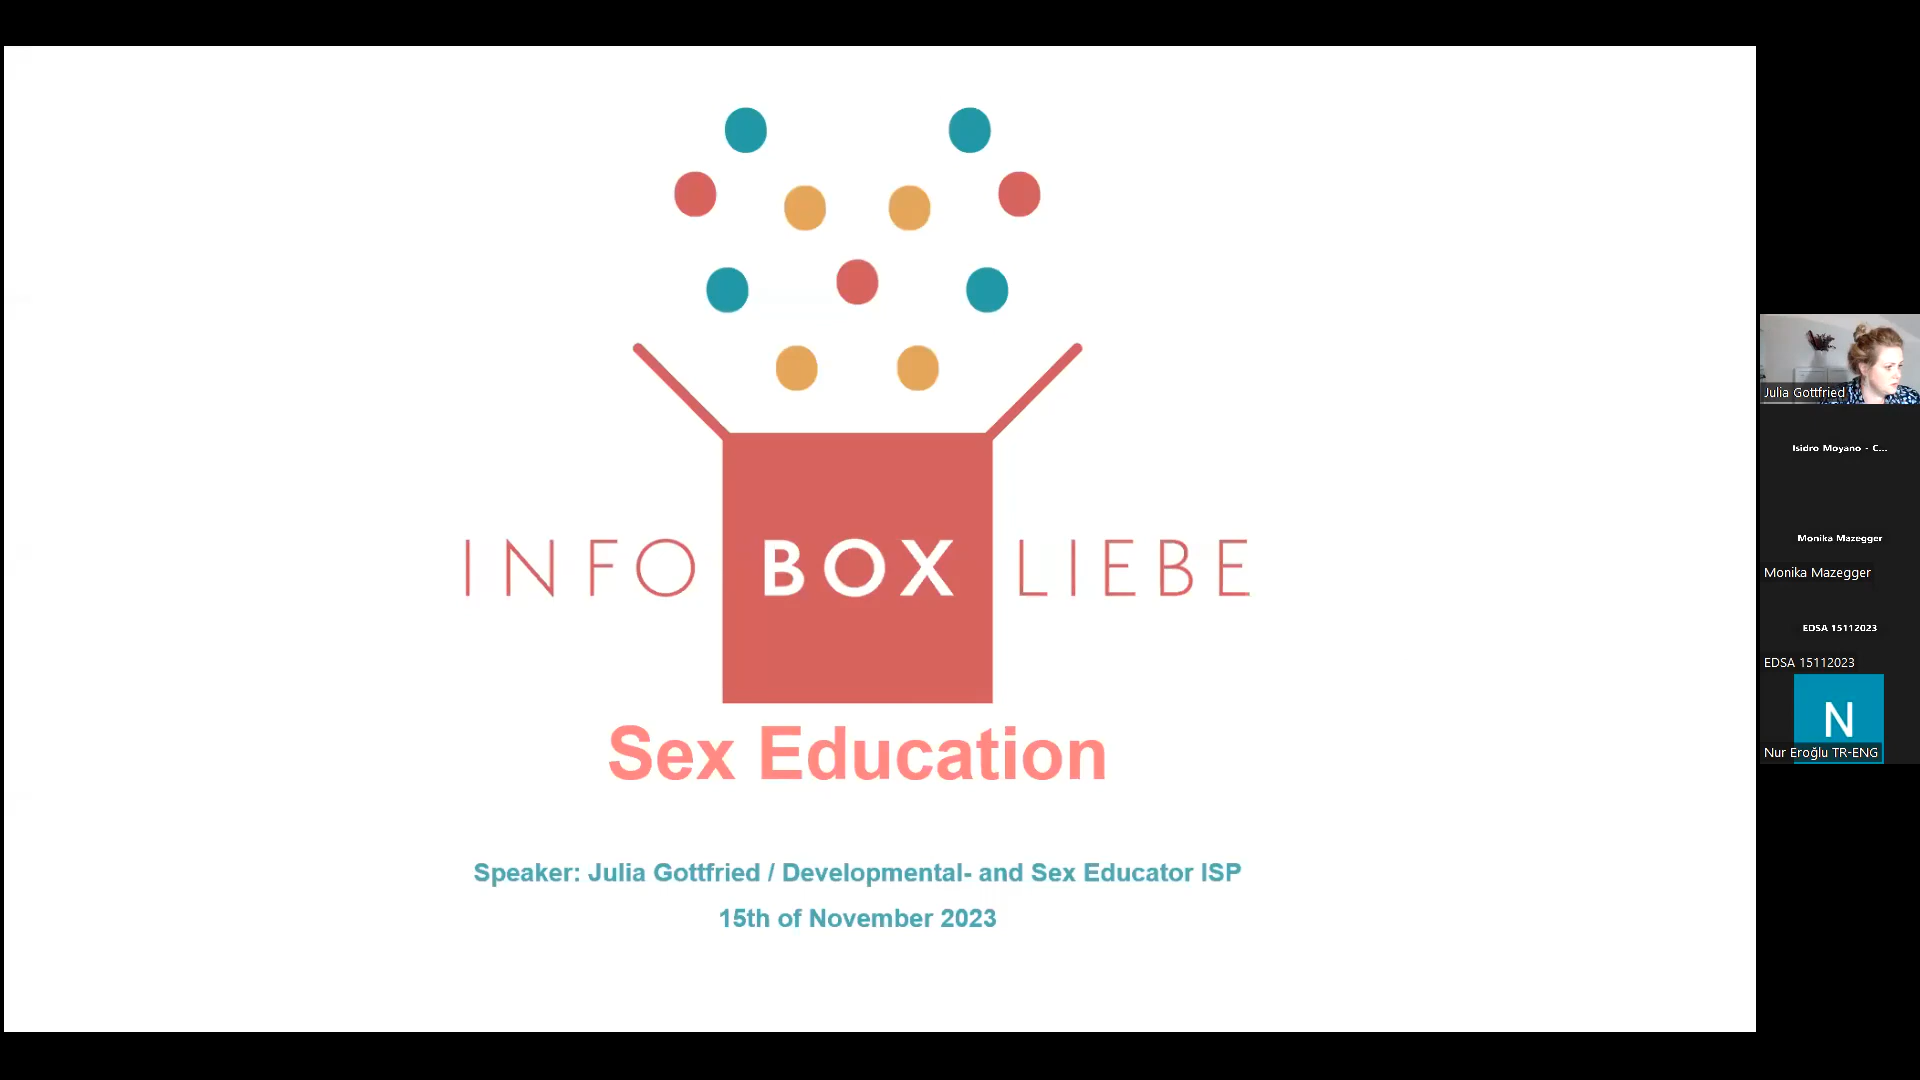 INFO BOX LIEBE
Sex Education
Speaker: Julia Gottfried / Developmental- and Sex Educator ISP
15th of November 2023
Julia Gottfried
Isidro Moyano - C...
Monika Mazegger
Monika Mazegger
EDSA 15112023
EDSA 15112023
N
Nur Eroğlu TR-ENG